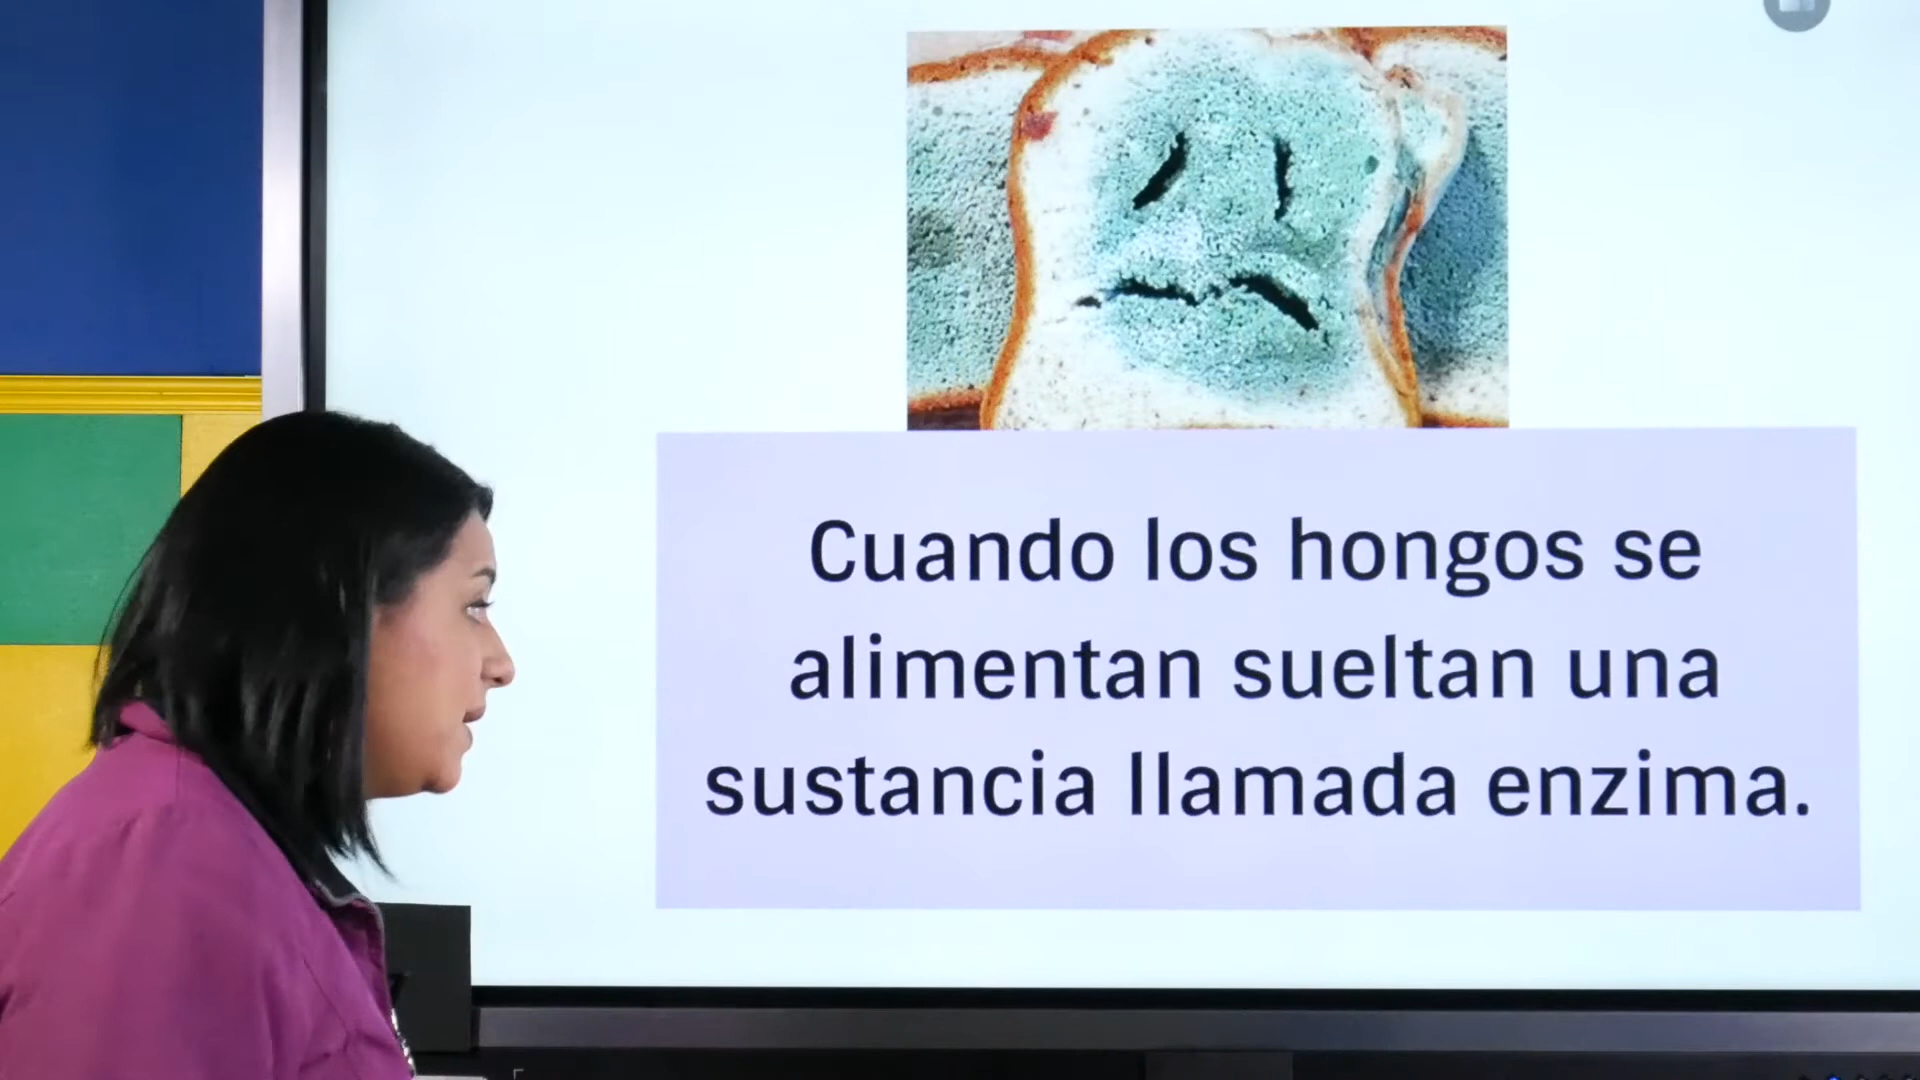 Cuando los hongos se
alimentan sueltan una
sustancia llamada enzima.